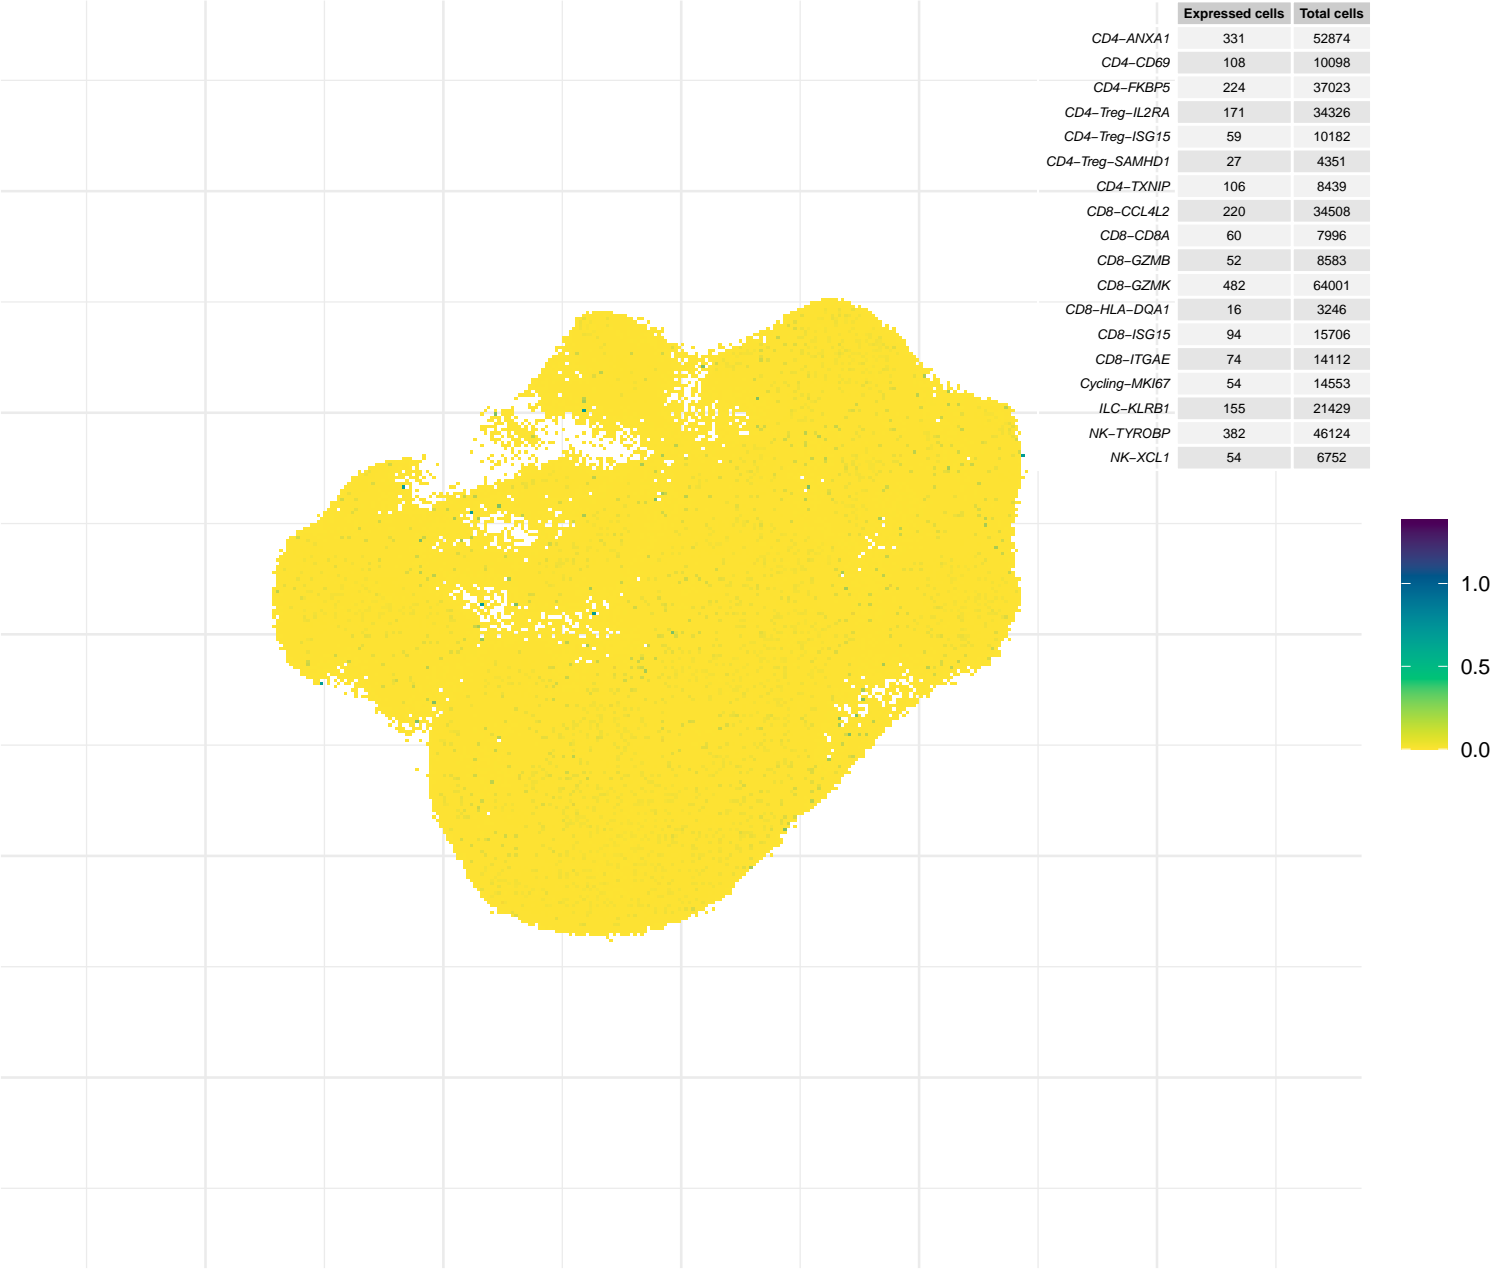 Expressed cells Total cells
CD4−ANXA1 331 52874
CD4−CD69 108 10098
CD4−FKBP5 224 37023
CD4−Treg−IL2RA 171 34326
CD4−Treg−ISG15 59 10182
CD4−Treg−SAMHD1 27 4351
CD4−TXNIP 106 8439
CD8−CCL4L2 220 34508
CD8−CD8A 60 7996
CD8−GZMB 52 8583
CD8−GZMK 482 64001
CD8−HLA−DQA1 16 3246
CD8−ISG15 94 15706
CD8−ITGAE 74 14112
Cycling−MKI67 54 14553
ILC−KLRB1 155 21429
NK−TYROBP 382 46124
NK−XCL1 54 6752
1.0
0.5
0.0